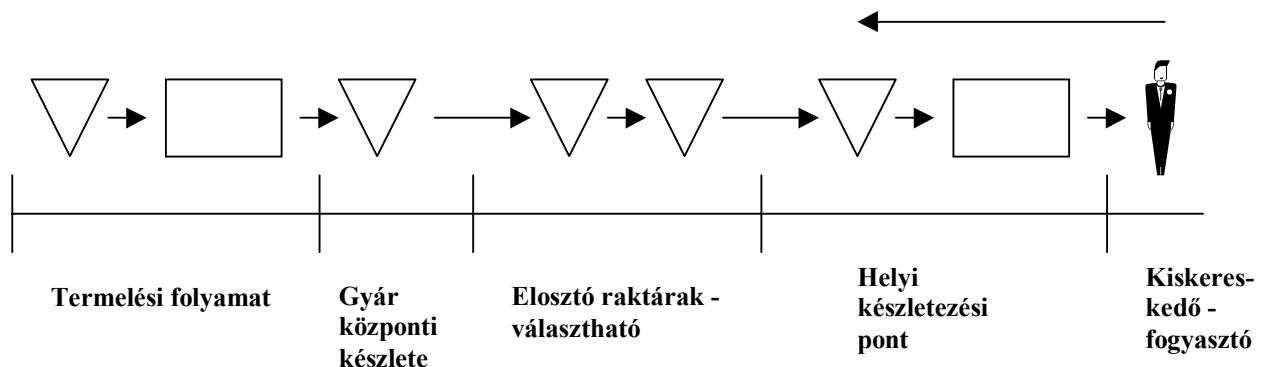 Termelési folyamat
Gyár
központi
készlete
Elosztó raktárak -
választható
Helyi
készletezési
pont
Kiskeres-
kedő -
fogyasztó